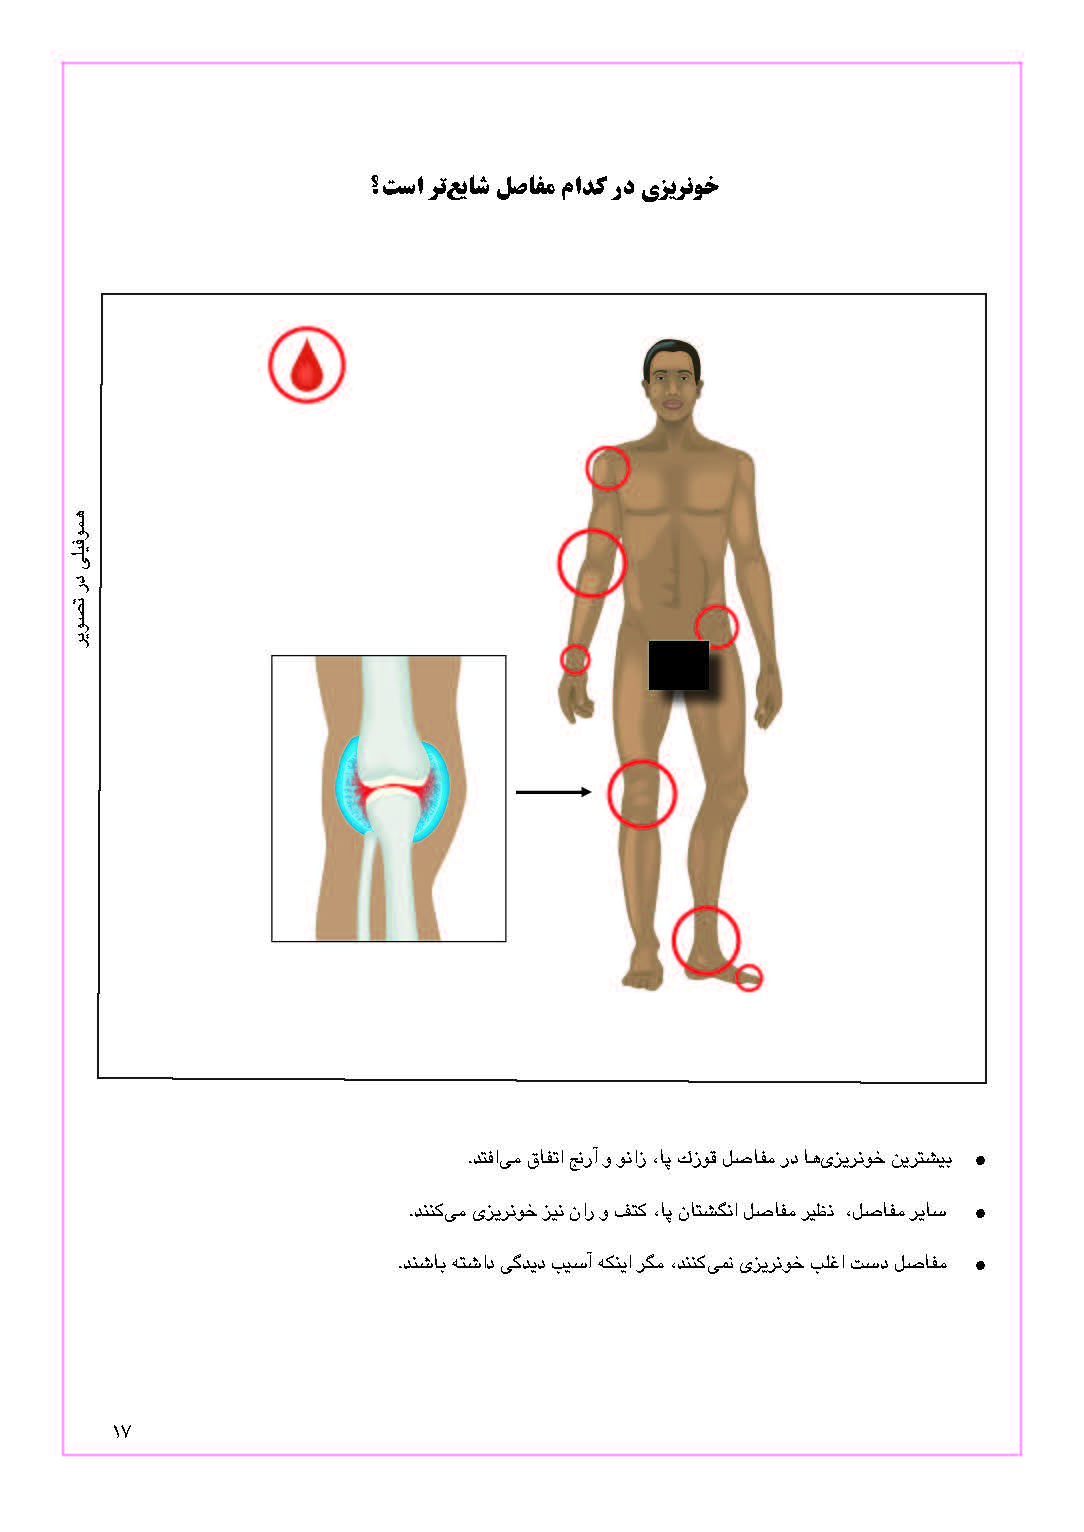 خونریزی در کدام مفاصل شایع‌تر است؟
هموفیلی در تصویر
• بیشترین خونریزی‌ها در مفاصل قوزك پا، زانو و آرنج اتفاق می‌افتد.
• سایر مفاصل، نظیر مفاصل انگشتان پا، کتف و ران نیز خونریزی می‌کنند.
• مفاصل دست اغلب خونریزی نمی‌کنند، مگر اینکه آسیب دیدگی داشته باشند.
۱۷